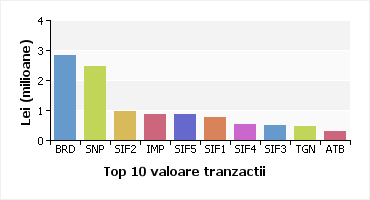 Lei (milioane)
4
3
2
1
0
BRD SNP SIF2 IMP SIF5 SIF1 SIF4 SIF3 TGN ATB
Top 10 valoare tranzactii